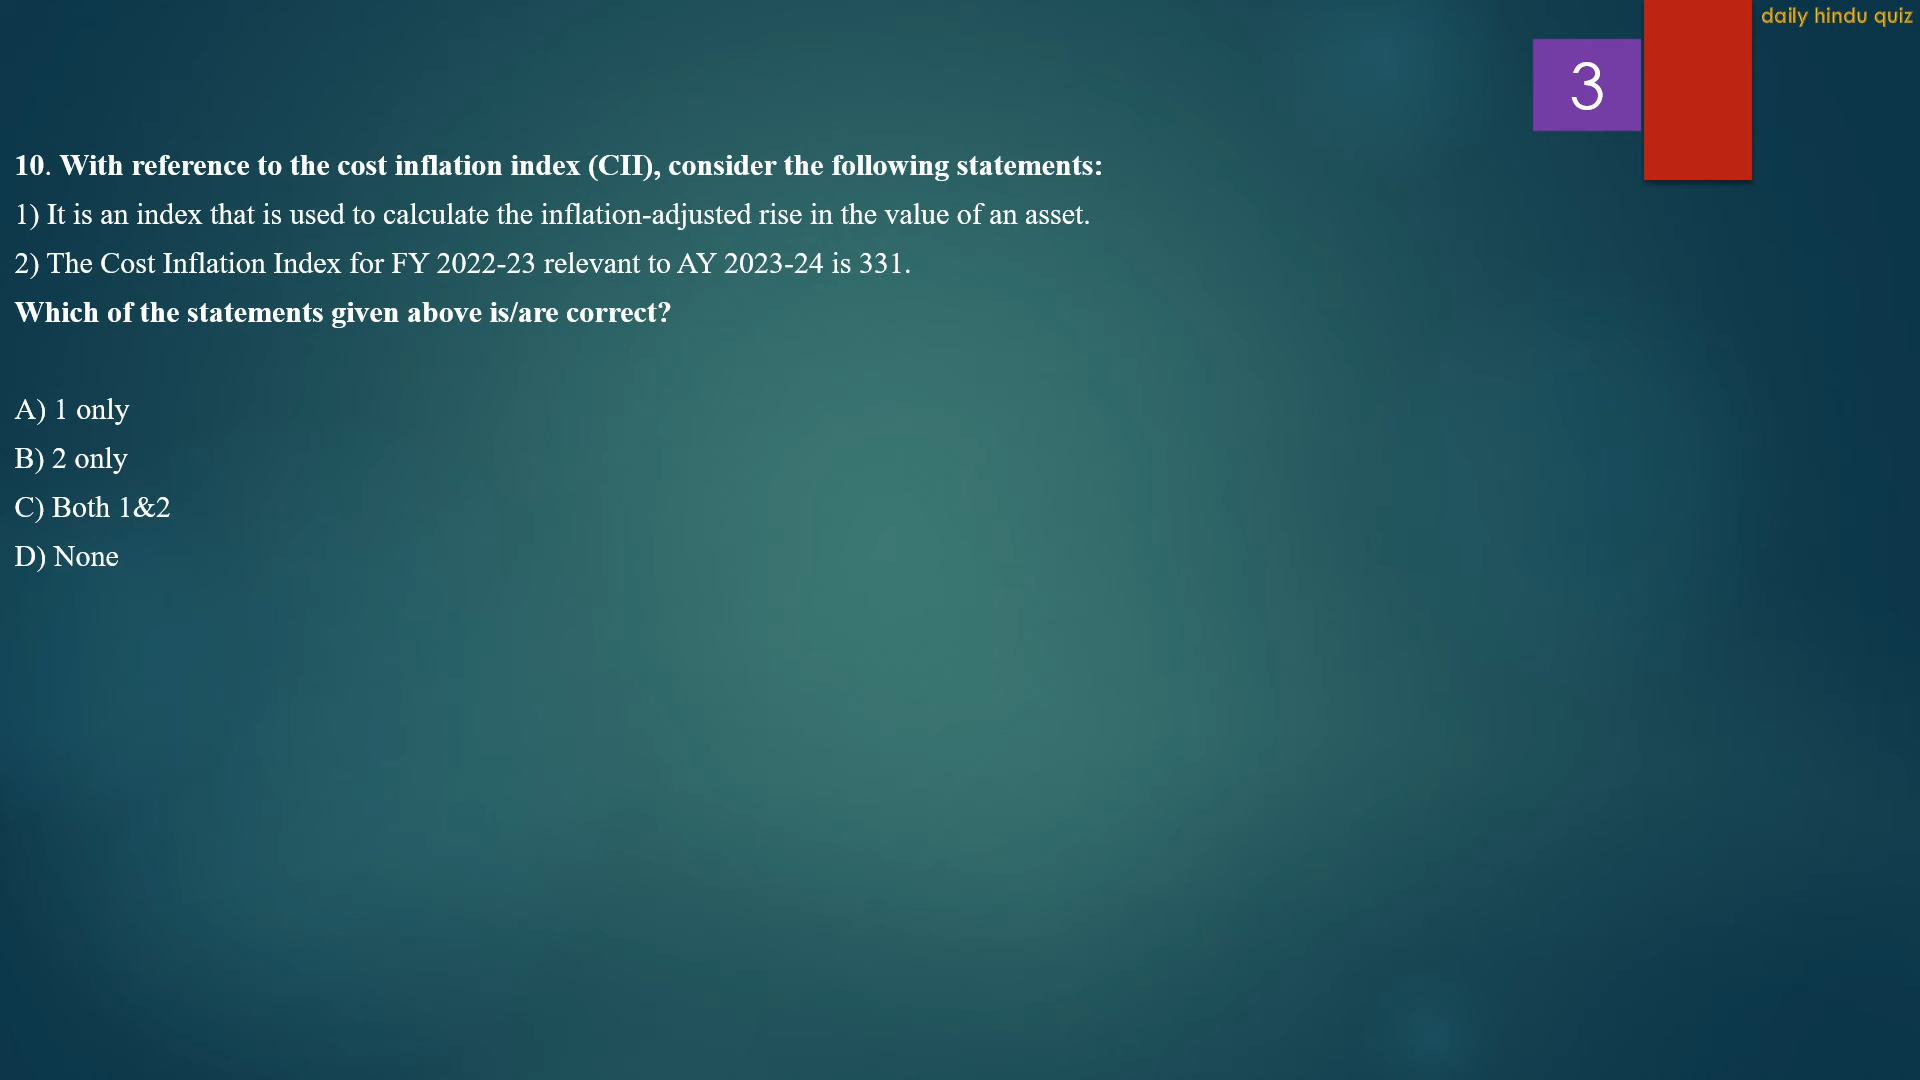 daily hindu quiz
3
10. With reference to the cost inflation index (CII), consider the following statements:
1) It is an index that is used to calculate the inflation-adjusted rise in the value of an asset.
2) The Cost Inflation Index for FY 2022-23 relevant to AY 2023-24 is 331.
Which of the statements given above is/are correct?
A) 1 only
B) 2 only
C) Both 1&2
D) None